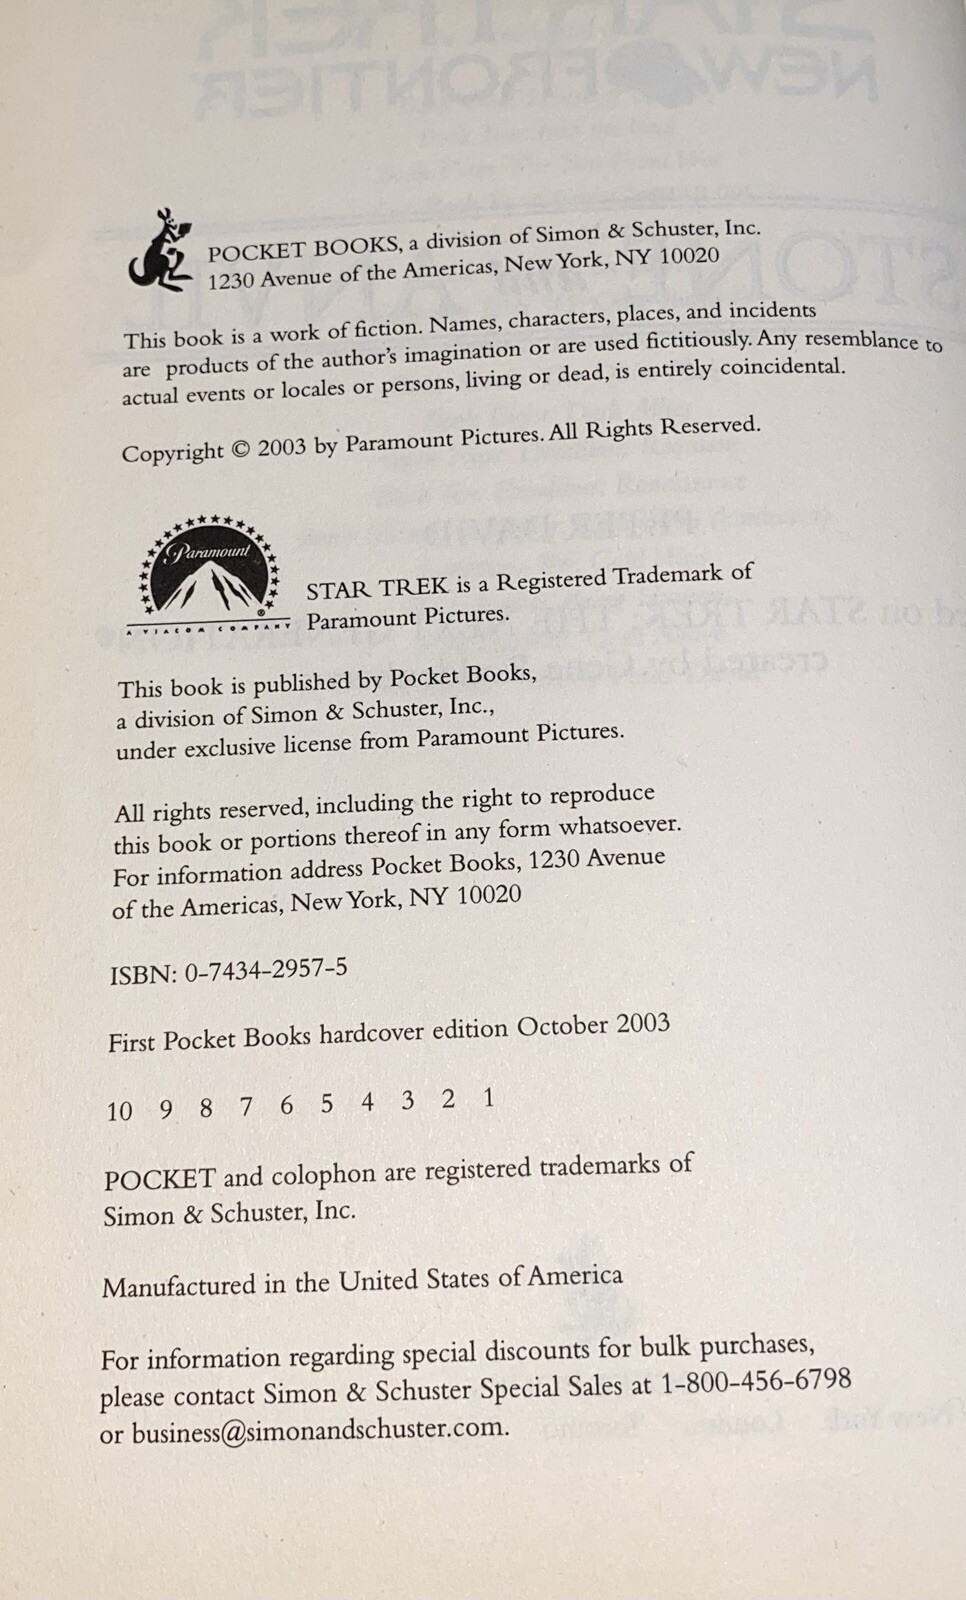 POCKET BOOKS, a division of Simon & Schuster, Inc.
1230 Avenue of the Americas, New York, NY 10020
This book is a work of fiction. Names, characters, places, and incidents
are products of the author's imagination or are used fictitiously. Any resemblance to
actual events or locales or persons, living or dead, is entirely coincidental.
Copyright © 2003 by Paramount Pictures. All Rights Reserved.
Paramount
®
A VIACOM COMPANY
STAR TREK is a Registered Trademark of
Paramount Pictures.
This book is published by Pocket Books,
a division of Simon & Schuster, Inc.,
under exclusive license from Paramount Pictures.
All rights reserved, including the right to reproduce
this book or portions thereof in any form whatsoever.
For information address Pocket Books, 1230 Avenue
of the Americas, New York, NY 10020
ISBN: 0-7434-2957-5
First Pocket Books hardcover edition October 2003
10 9 8 7 6 5 4 3 2 1
POCKET and colophon are registered trademarks of
Simon & Schuster, Inc.
Manufactured in the United States of America
For information regarding special discounts for bulk purchases,
please contact Simon & Schuster Special Sales at 1-800-456-6798
or business@simonandschuster.com.